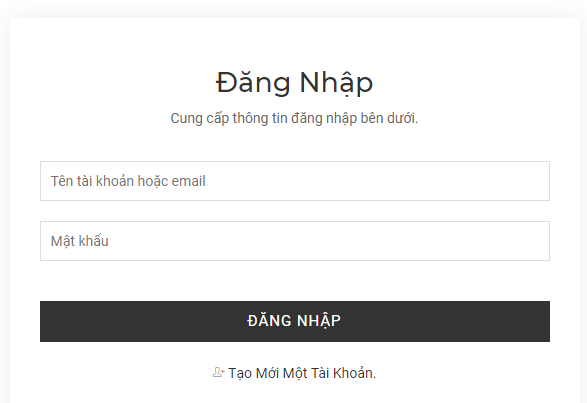 Đăng Nhập
Cung cấp thông tin đăng nhập bên dưới.
Tên tài khoản hoặc email
Mật khẩu
ĐĂNG NHẬP
Tạo Mới Một Tài Khoản.